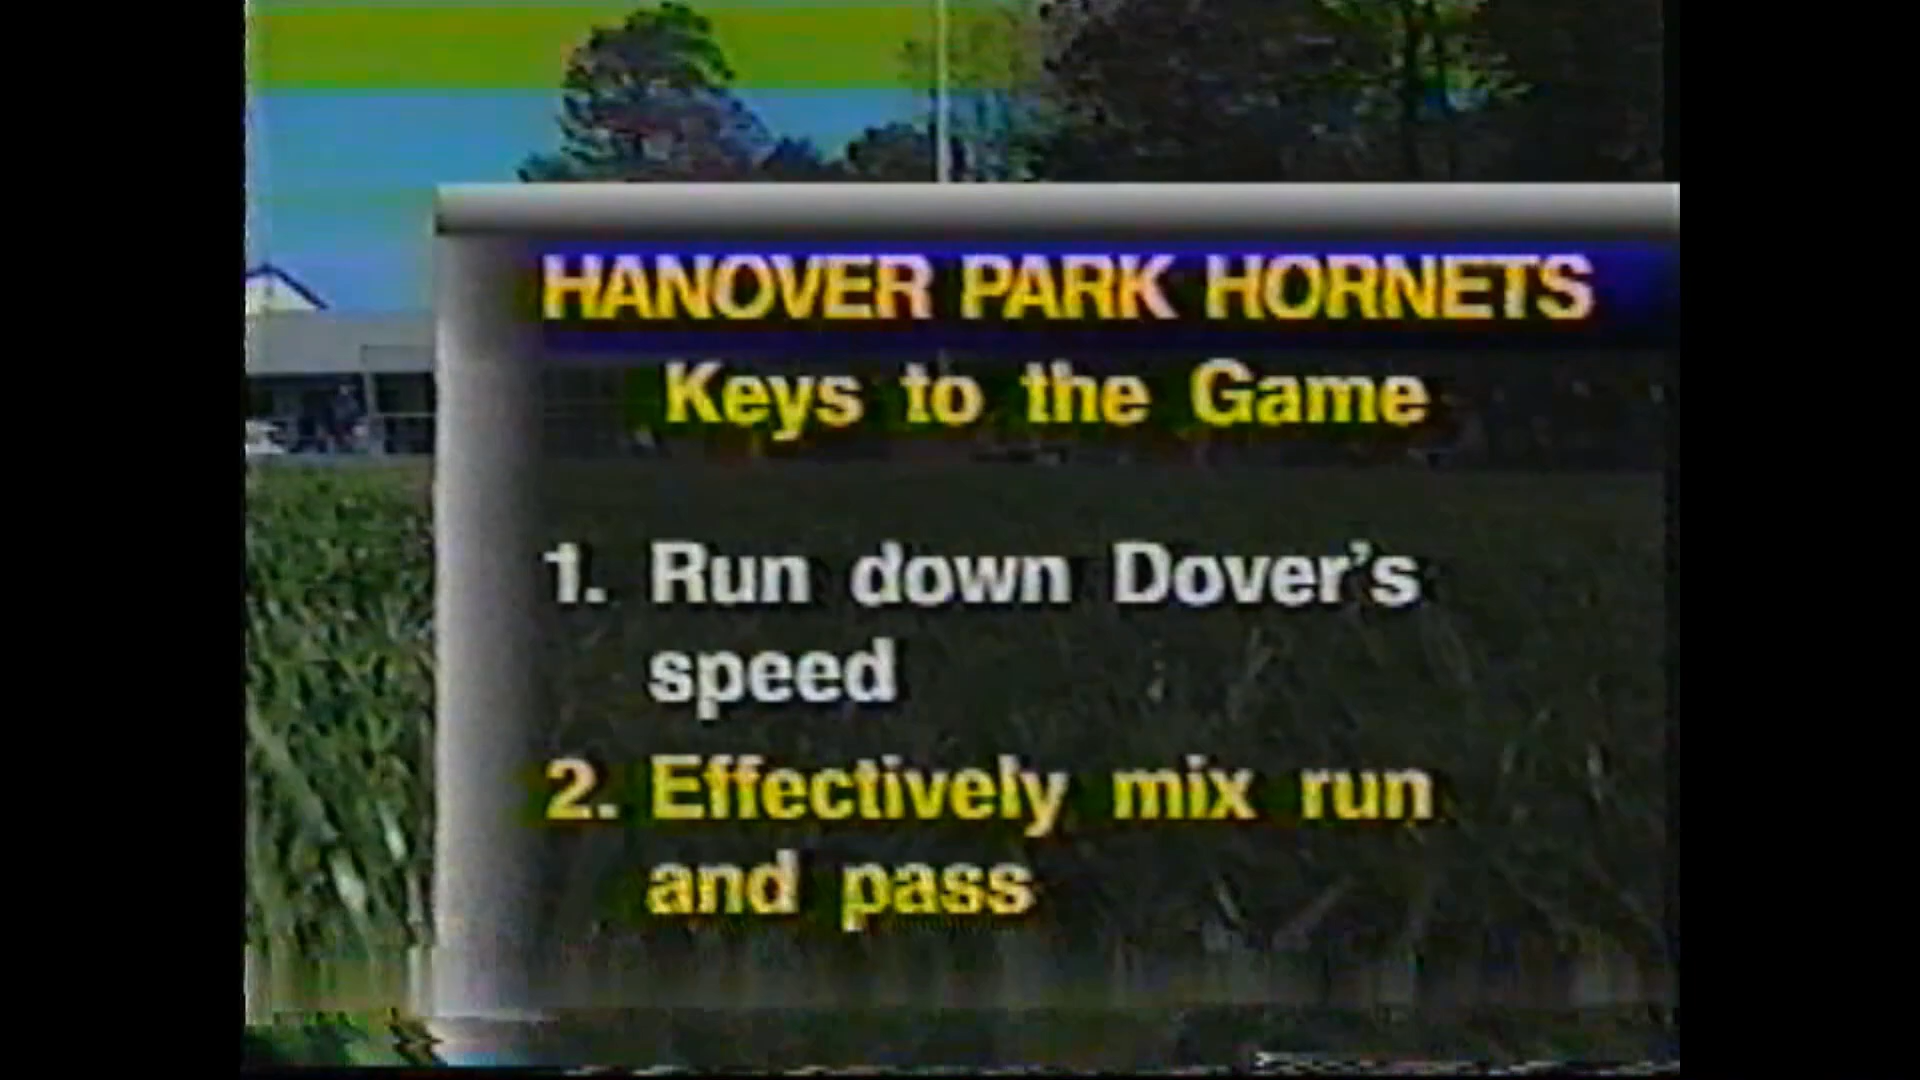 HANOVER PARK HORNETS
Keys to the Game
1. Run down Dover's
speed
2. Effectively mix run
and pass